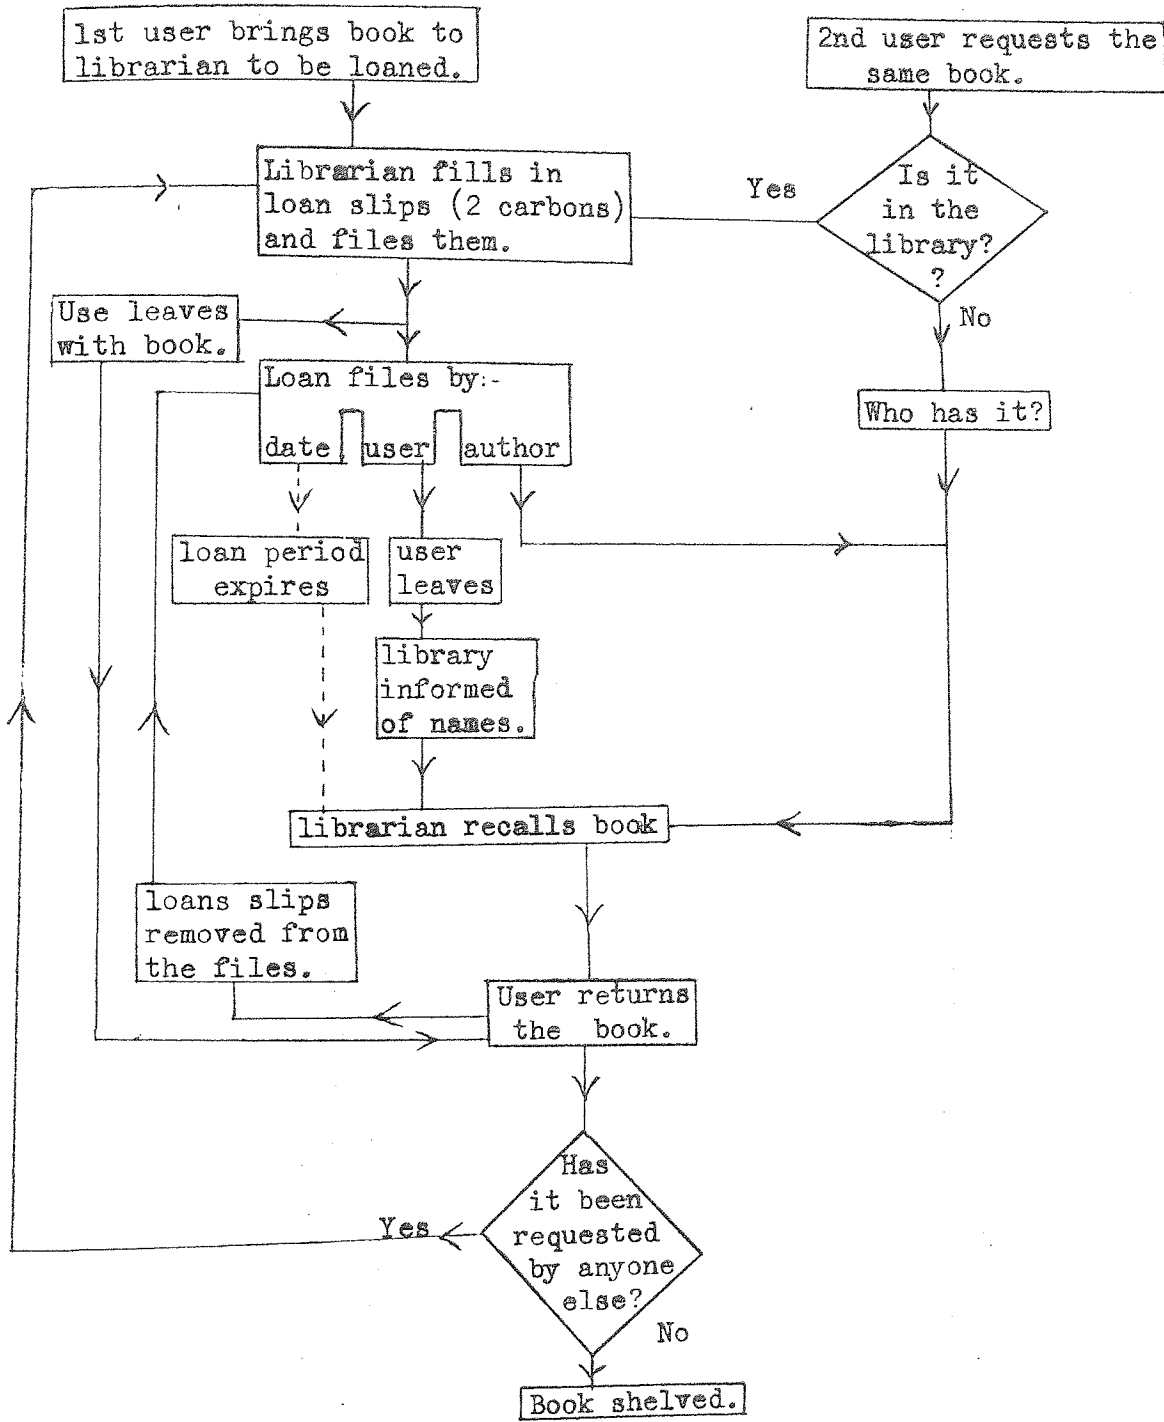 1st user brings book to
librarian to be loaned.
2nd user requests the
same book.
Librarian fills in
loan slips (2 carbons)
and files them.
Yes
Is it
in the
library?
?
No
Use leaves
with book.
Loan files by:-
date user author
Who has it?
loan period
expires
user
leaves
library
informed
of names.
librarian recalls book
loans slips
removed from
the files.
User returns
the book.
Has
it been
requested
by anyone
else?
Yes
No
Book shelved.